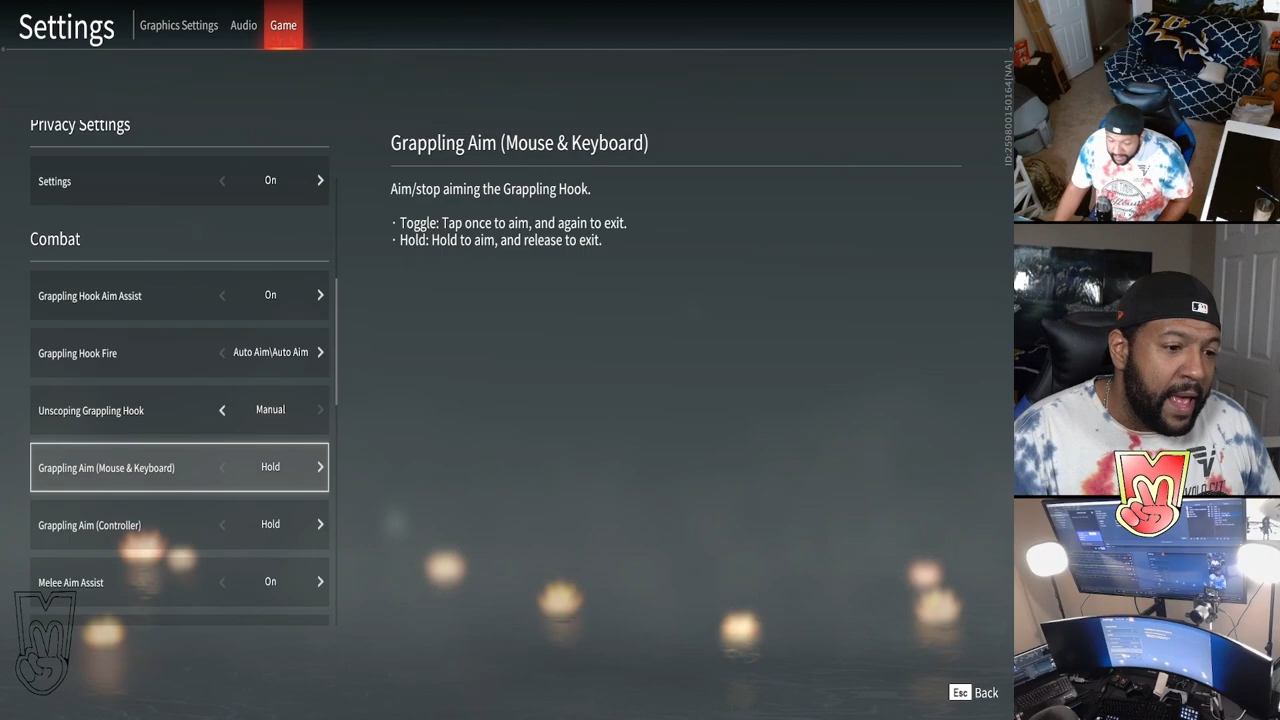 Settings
Graphics Settings
Audio
Game
Privacy Settings
Settings
On
Combat
Grappling Hook Aim Assist
On
Grappling Hook Fire
Auto Aim\Auto Aim
Unscoping Grappling Hook
Manual
Grappling Aim (Mouse & Keyboard)
Hold
Grappling Aim (Controller)
Hold
Melee Aim Assist
On
Grappling Aim (Mouse & Keyboard)
Aim/stop aiming the Grappling Hook.
· Toggle: Tap once to aim, and again to exit.
· Hold: Hold to aim, and release to exit.
ID:259800150164[NA]
Esc Back